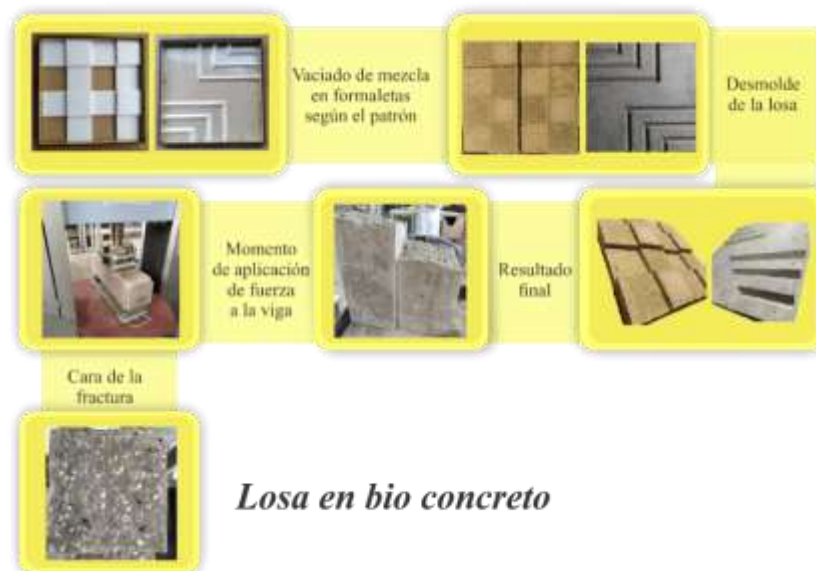 Vaciado de mezcla
en formaletas
según el patrón
Desmolde
de la losa
Momento
de aplicación
de fuerza
a la viga
Resultado
final
Cara de la
fractura
Losa en bio concreto